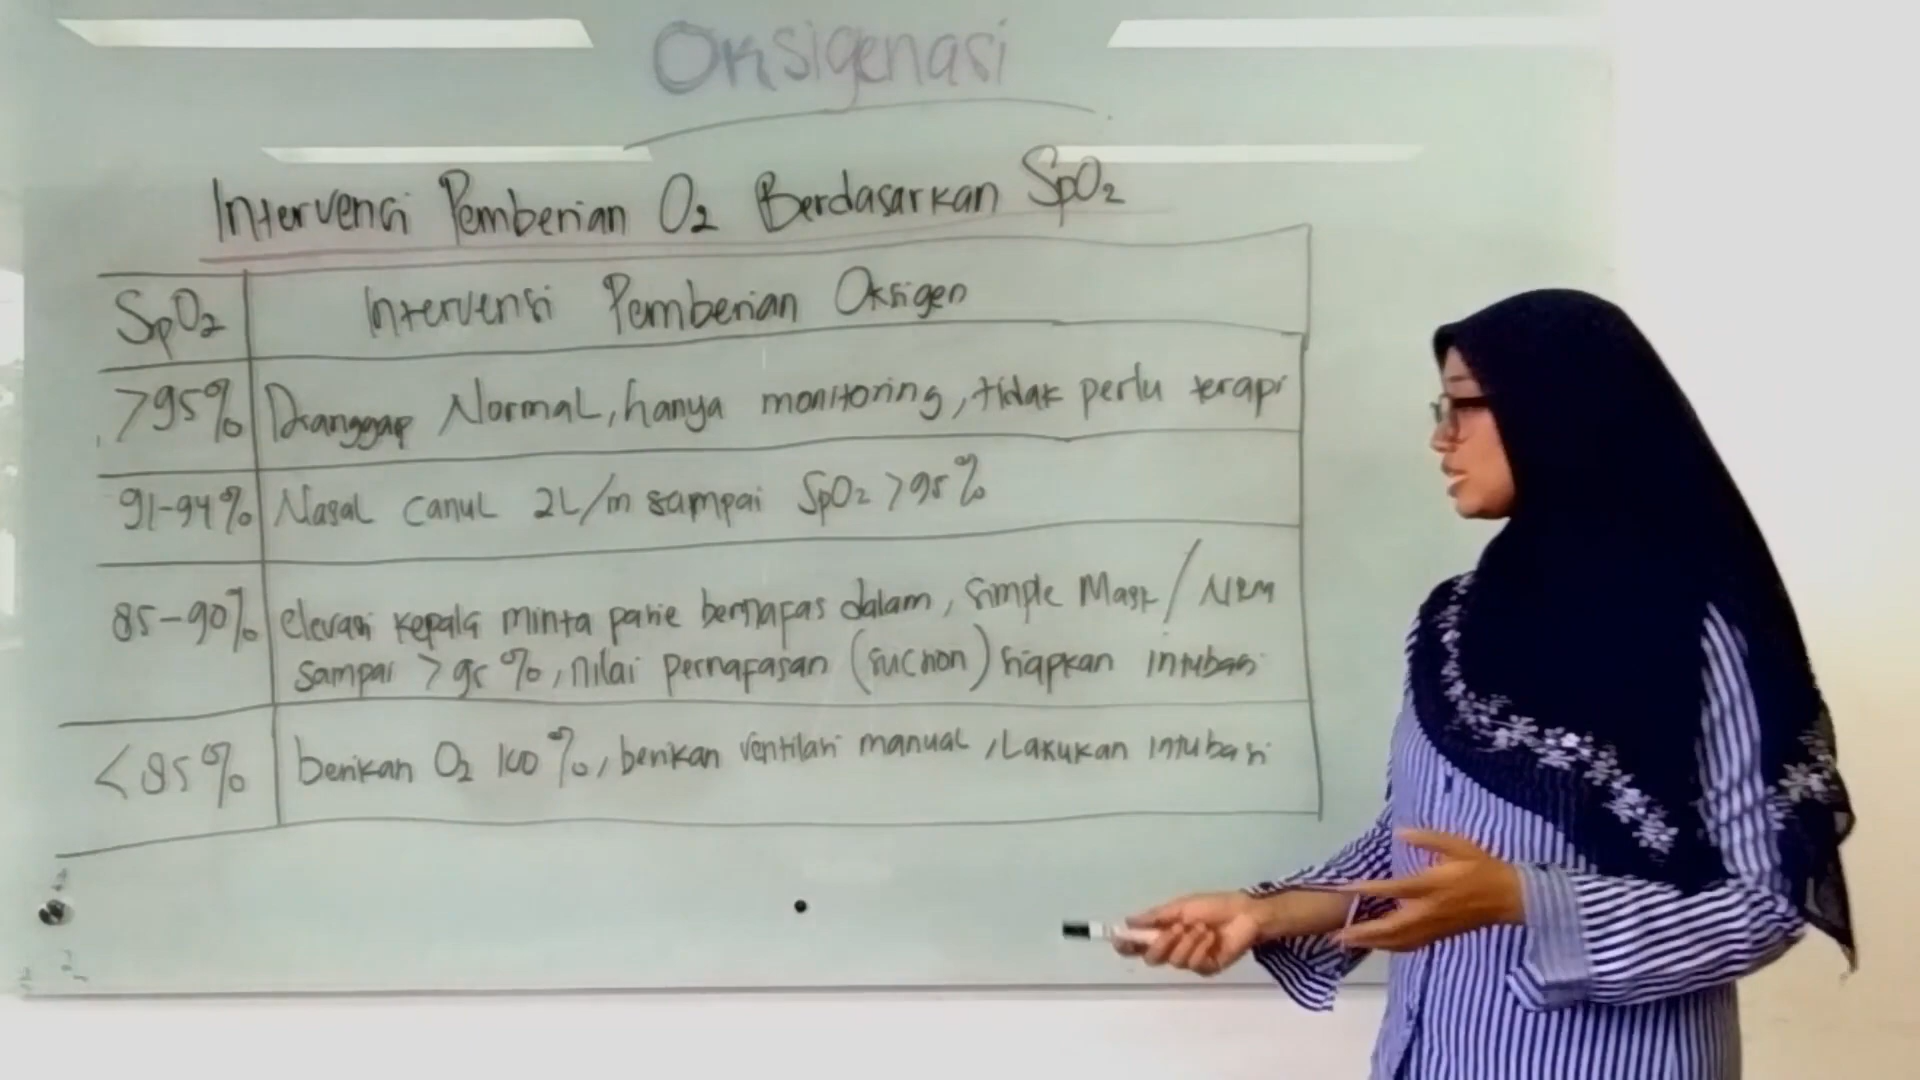 Oksigenasi
Intervensi Pemberian O2 Berdasarkan SpO2
SpO2 Intervensi Pemberian Oksigen
>95% Dianggap Normal, hanya monitoring, tidak perlu terapi
91-94% Nasal canul 2L/m sampai SpO2 >95%
85-90% elevasi kepala minta pasie bernafas dalam, simple Mask / NRM
sampai >95%, nilai pernafasan (suction) siapkan intubasi
<85% berikan O2 100%, berikan ventilasi manual, Lakukan intubasi